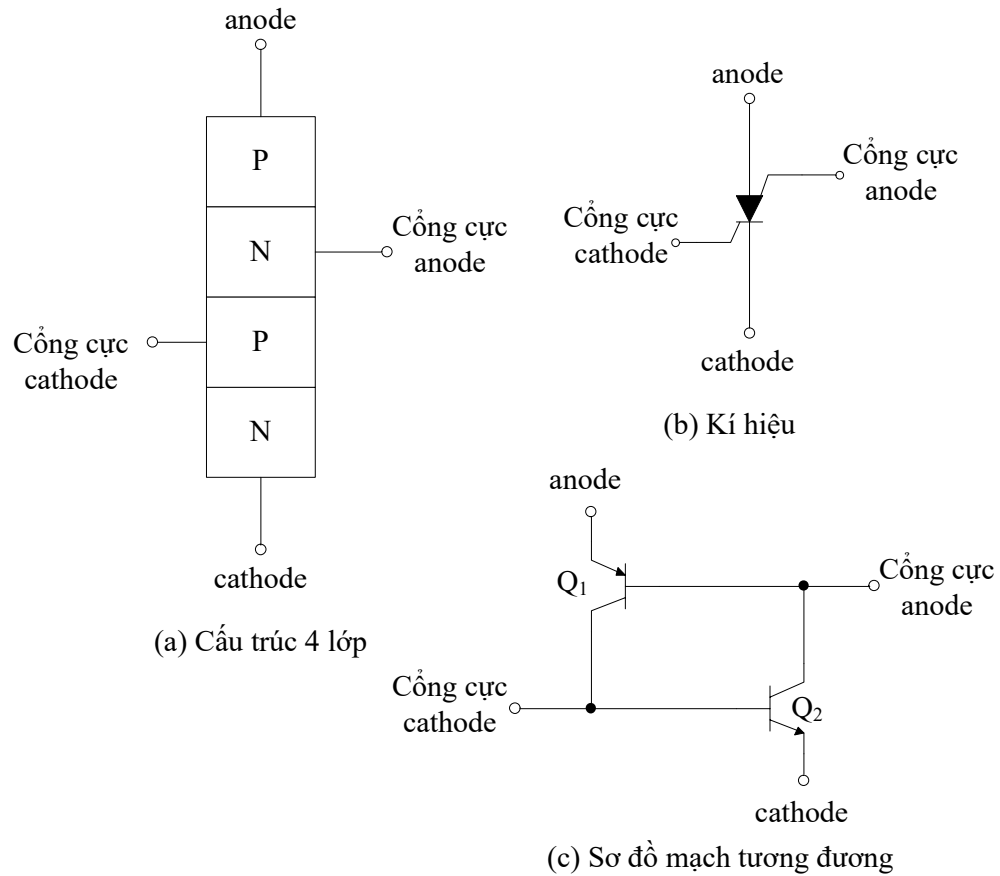 anode
P
N
P
N
Cổng cực
anode
Cổng cực
cathode
cathode
(a) Cấu trúc 4 lớp
anode
Cổng cực
anode
Cổng cực
cathode
cathode
(b) Kí hiệu
anode
Q1
Cổng cực
anode
Cổng cực
cathode
Q2
cathode
(c) Sơ đồ mạch tương đương